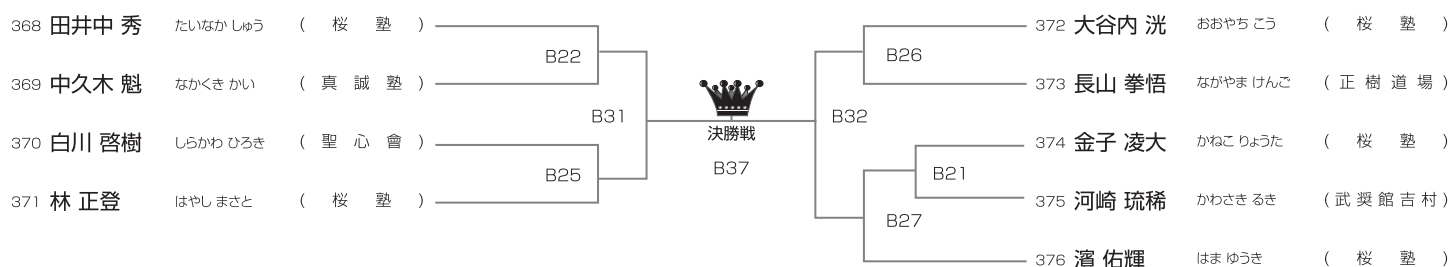 368 田井中 秀 たいなか しゅう ( 桜 塾 )
369 中久木 魁 なかくき かい ( 真 誠 塾 )
370 白川 啓樹 しらかわ ひろき ( 聖 心 會 )
371 林 正登 はやし まさと ( 桜 塾 )
B22
B25
B31
決勝戦
B37
B32
B26
B21
B27
372 大谷内 洸 おおやち こう ( 桜 塾 )
373 長山 拳悟 ながやま けんご ( 正 樹 道 場 )
374 金子 凌大 かねこ りょうた ( 桜 塾 )
375 河崎 琉稀 かわさき るき ( 武 奨 館 吉 村 )
376 濱 佑輝 はま ゆうき ( 桜 塾 )